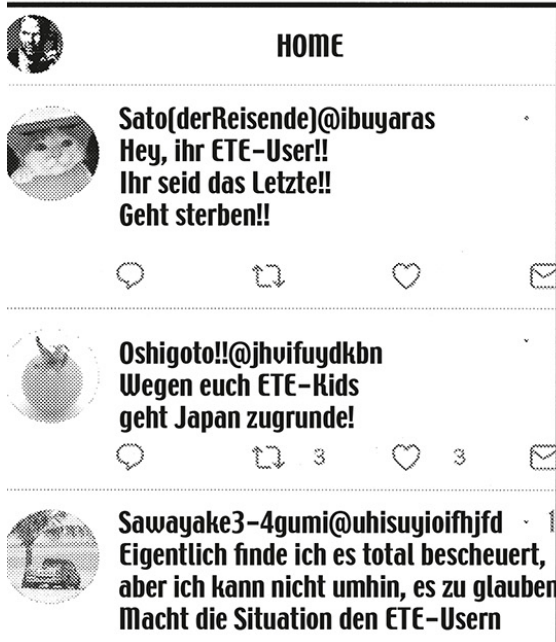 HOME
Sato(derReisende)@ibuyaras
Hey, ihr ETE-User!!
Ihr seid das Letzte!!
Geht sterben!!
Oshigoto!!@jhvifuydkbn
Wegen euch ETE-Kids
geht Japan zugrunde!
3 3
Sawayake3-4gumi@uhisuyioifhjfd
Eigentlich finde ich es total bescheuert,
aber ich kann nicht umhin, es zu glauben
Macht die Situation den ETE-Usern